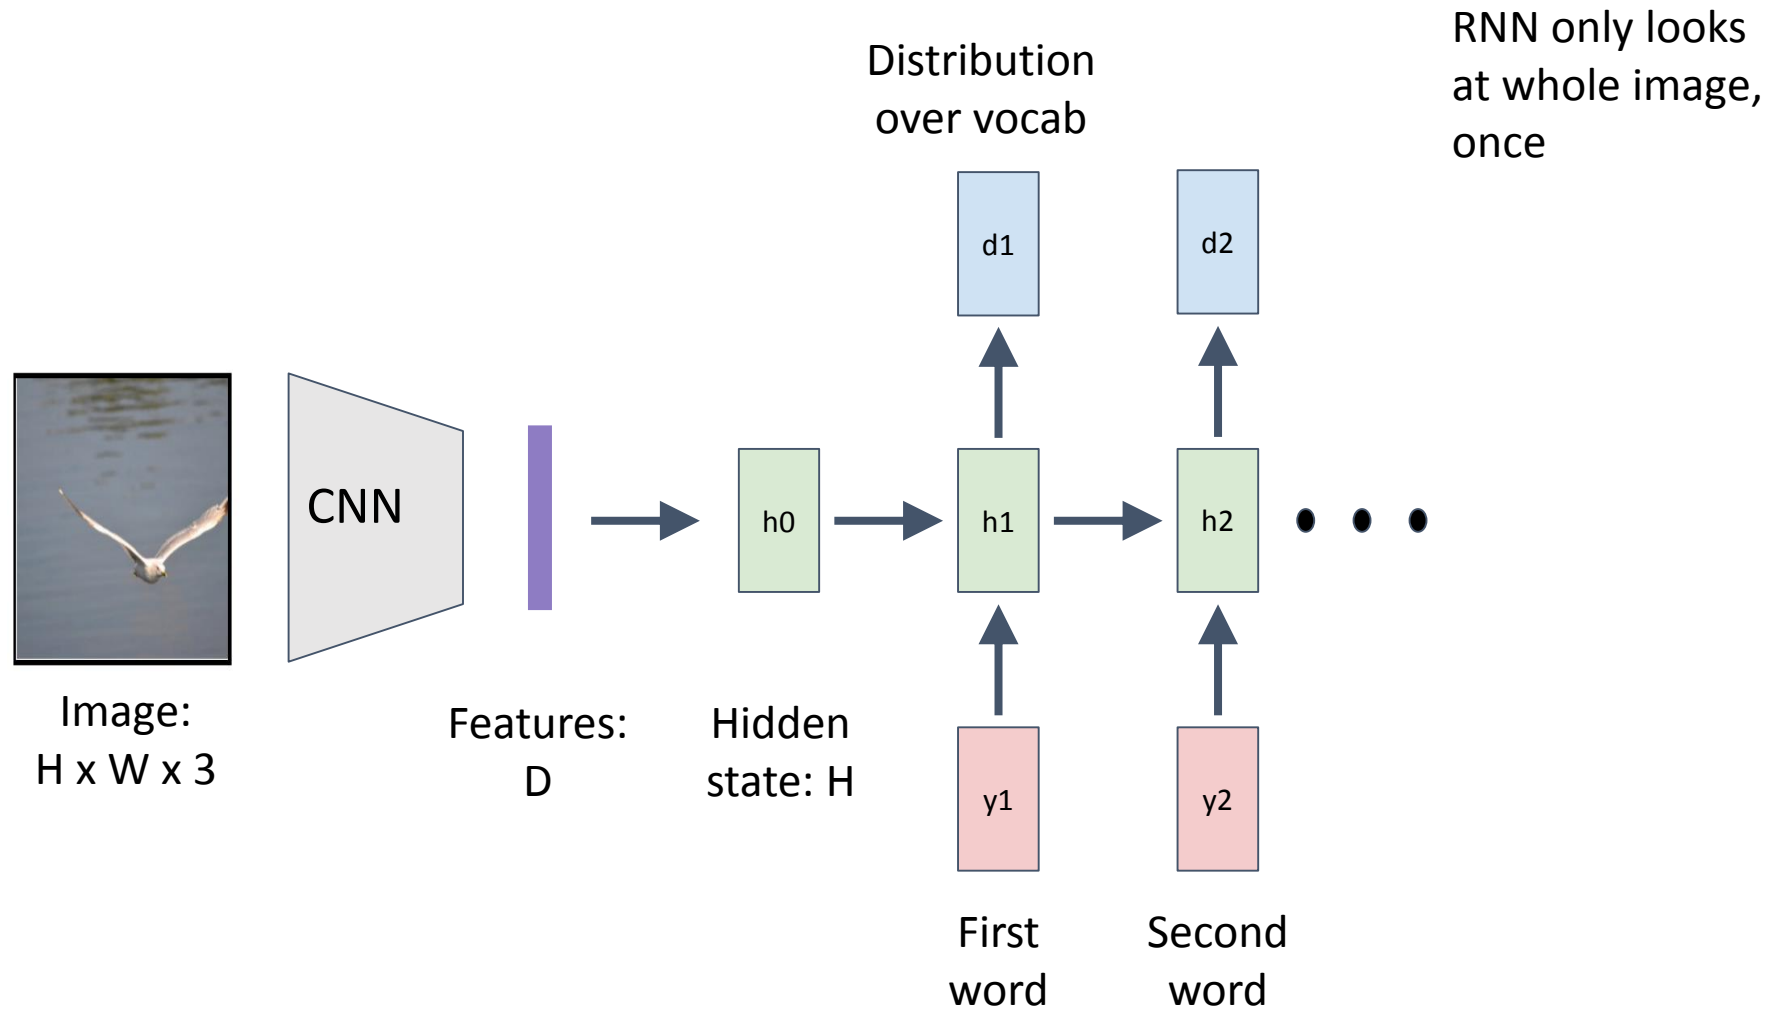 RNN only looks
at whole image,
once
Distribution
over vocab
d1
d2
CNN
h0
h1
h2
Image:
H x W x 3
Features:
D
Hidden
state: H
y1
y2
First
word
Second
word